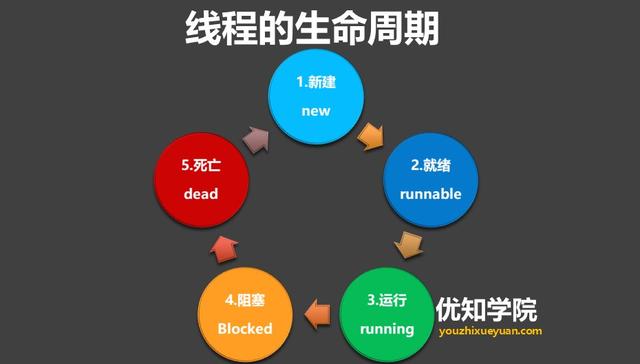 线程的生命周期
1.新建
new
2.就绪
runnable
3.运行
running
4.阻塞
Blocked
5.死亡
dead
优知学院
youzhixueyuan.com